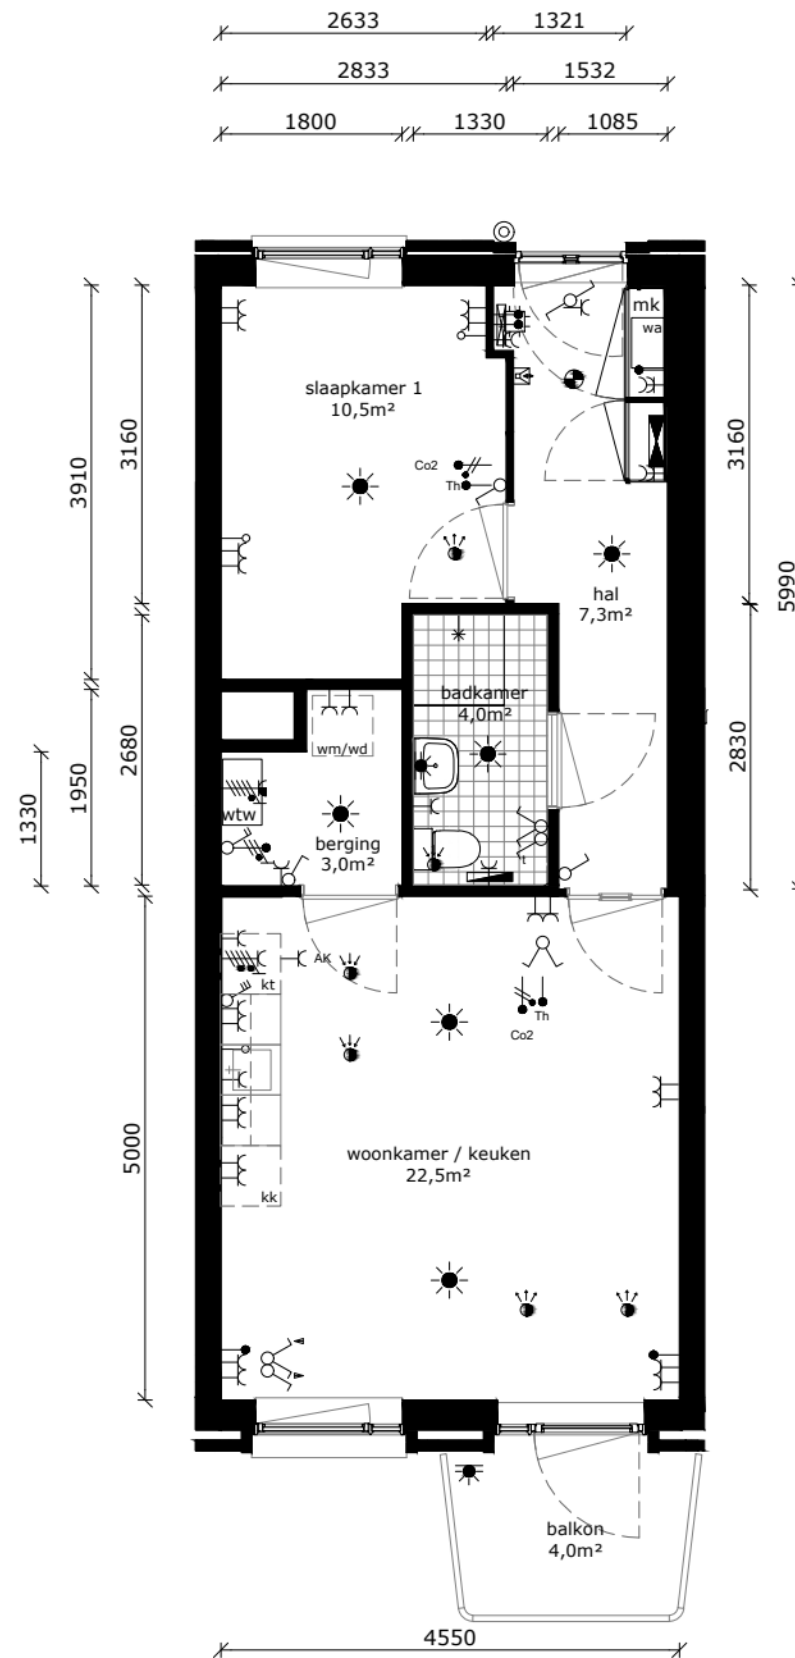 2633
1321
2833
1532
1800
1330
1085
mk
wa
slaapkamer 1
10,5m²
Co2
Th
3910
3160
3160
5990
hal
7,3m²
badkamer
4,0m²
wm/wd
wtw
berging
3,0m²
t
1330
1950
2680
2830
AK
kt
Th
Co2
woonkamer / keuken
22,5m²
kk
5000
balkon
4,0m²
4550